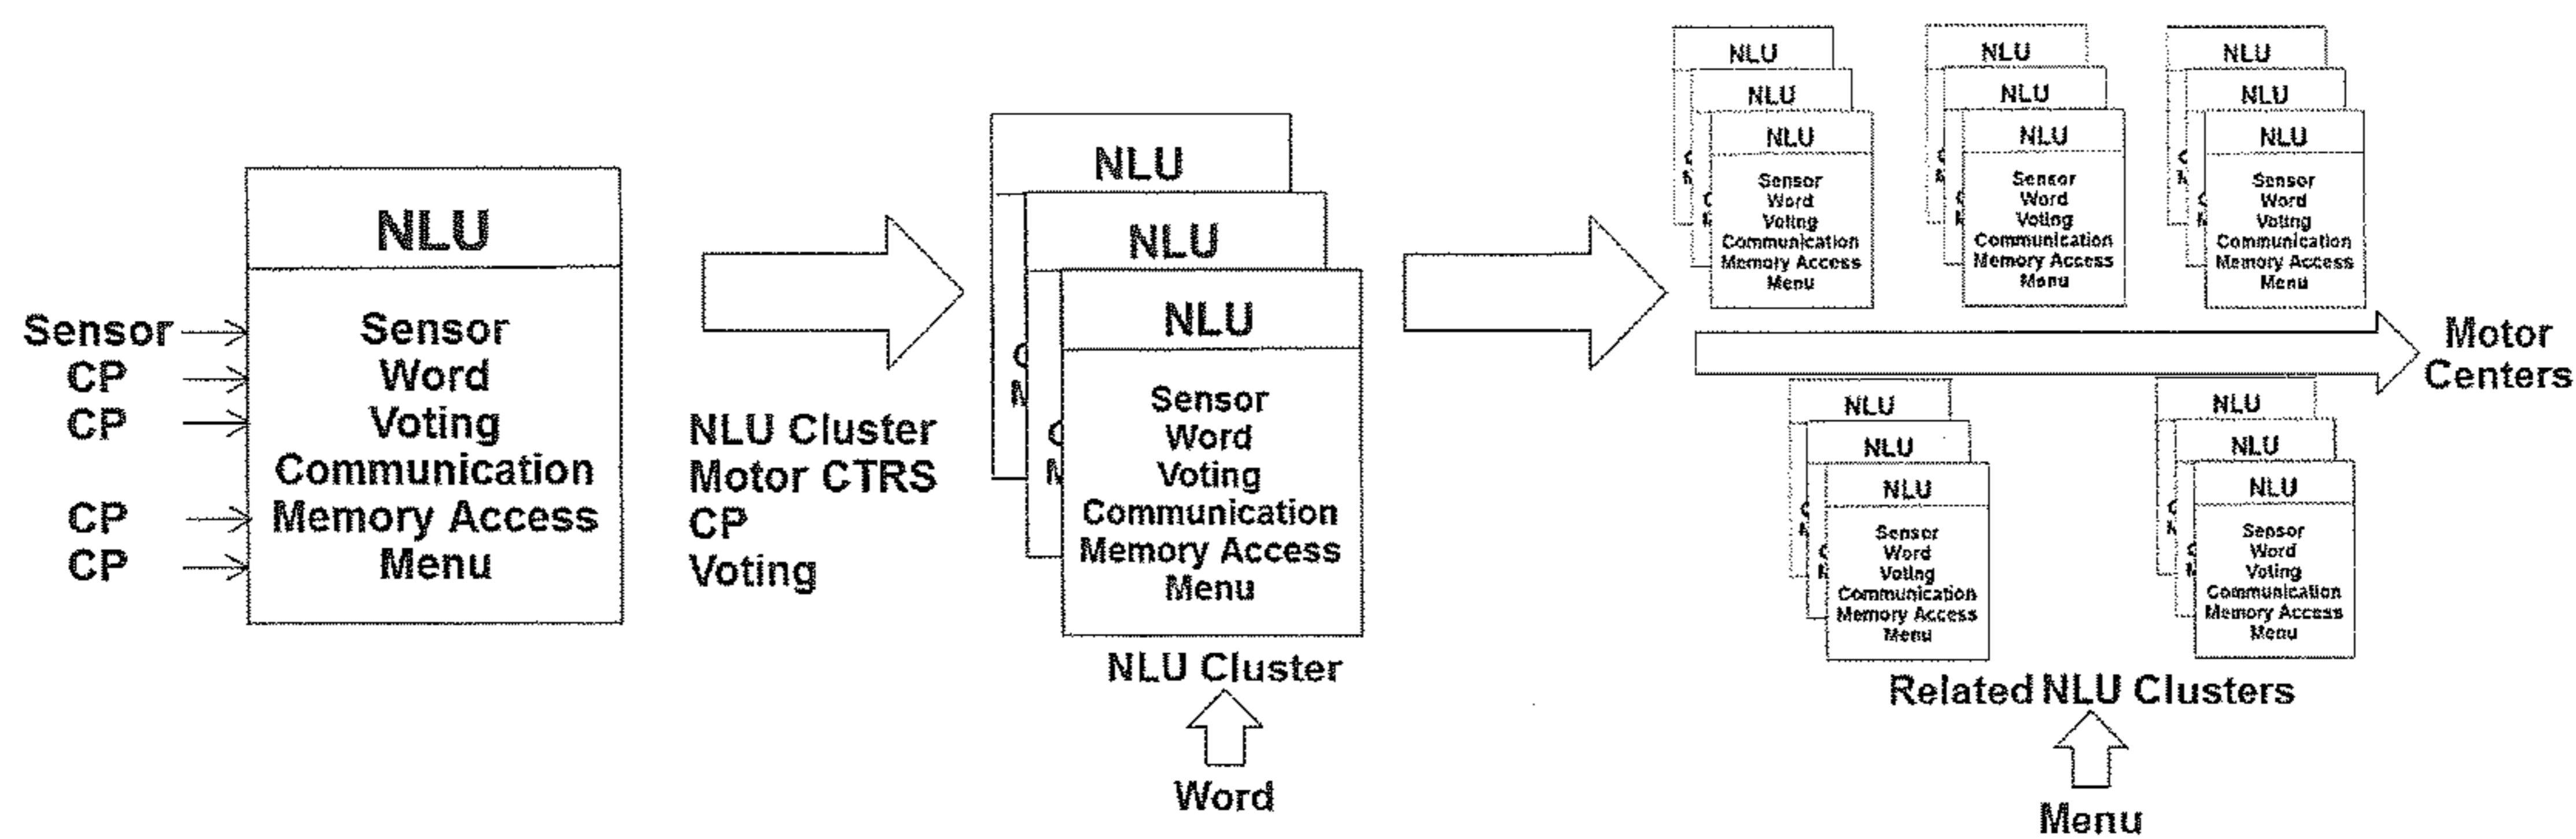 NLU
Sensor
CP
CP
CP
CP
Sensor
Word
Voting
Communication
Memory Access
Menu
NLU Cluster
Motor CTRS
CP
Voting
NLU
NLU
NLU
Sensor
Word
Voting
Communication
Memory Access
Menu
NLU Cluster
Word
NLU
NLU
NLU
Sensor
Word
Voting
Communication
Memory Access
Menu
NLU
NLU
NLU
Sensor
Word
Voting
Communication
Memory Access
Menu
NLU
NLU
NLU
Sensor
Word
Voting
Communication
Memory Access
Menu
Motor
Centers
NLU
NLU
NLU
Sensor
Word
Voting
Communication
Memory Access
Menu
NLU
NLU
NLU
Sensor
Word
Voting
Communication
Memory Access
Menu
Related NLU Clusters
Menu